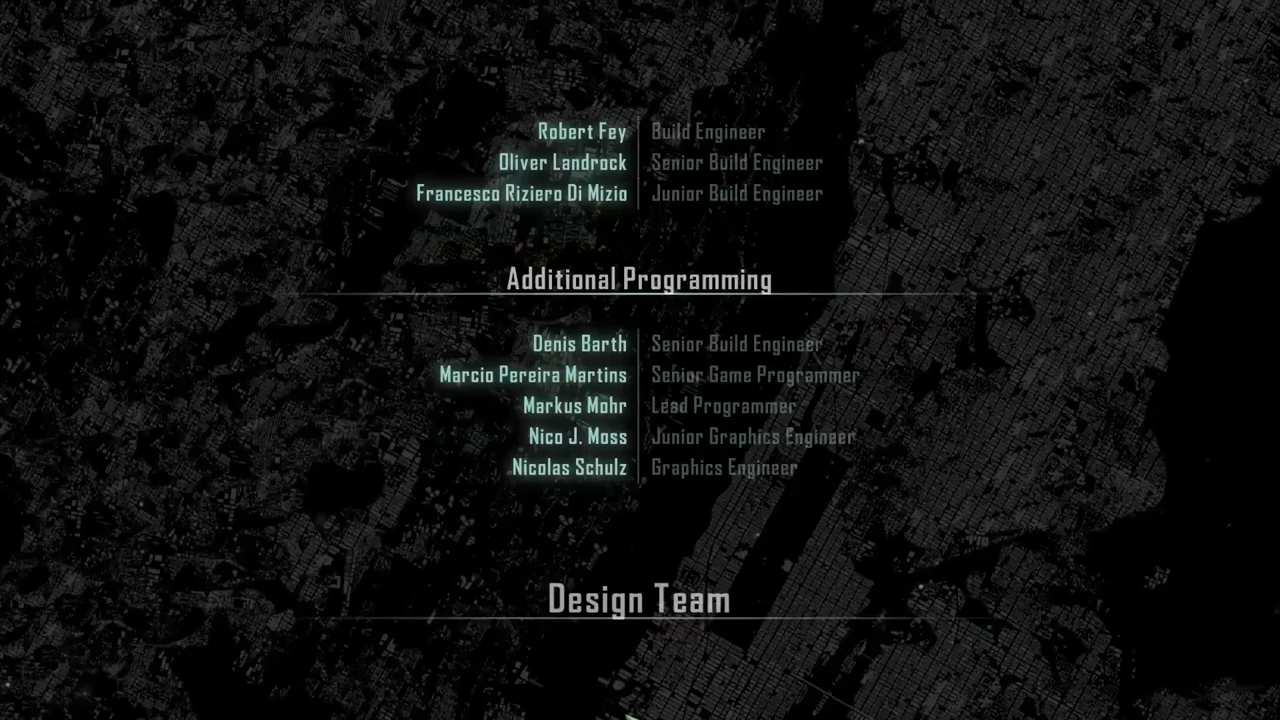 Robert Fey Build Engineer
Oliver Landrock Senior Build Engineer
Francesco Riziero Di Mizio Junior Build Engineer
Additional Programming
Denis Barth Senior Build Engineer
Marcio Pereira Martins Senior Game Programmer
Markus Mohr Lead Programmer
Nico J. Moss Junior Graphics Engineer
Nicolas Schulz Graphics Engineer
Design Team